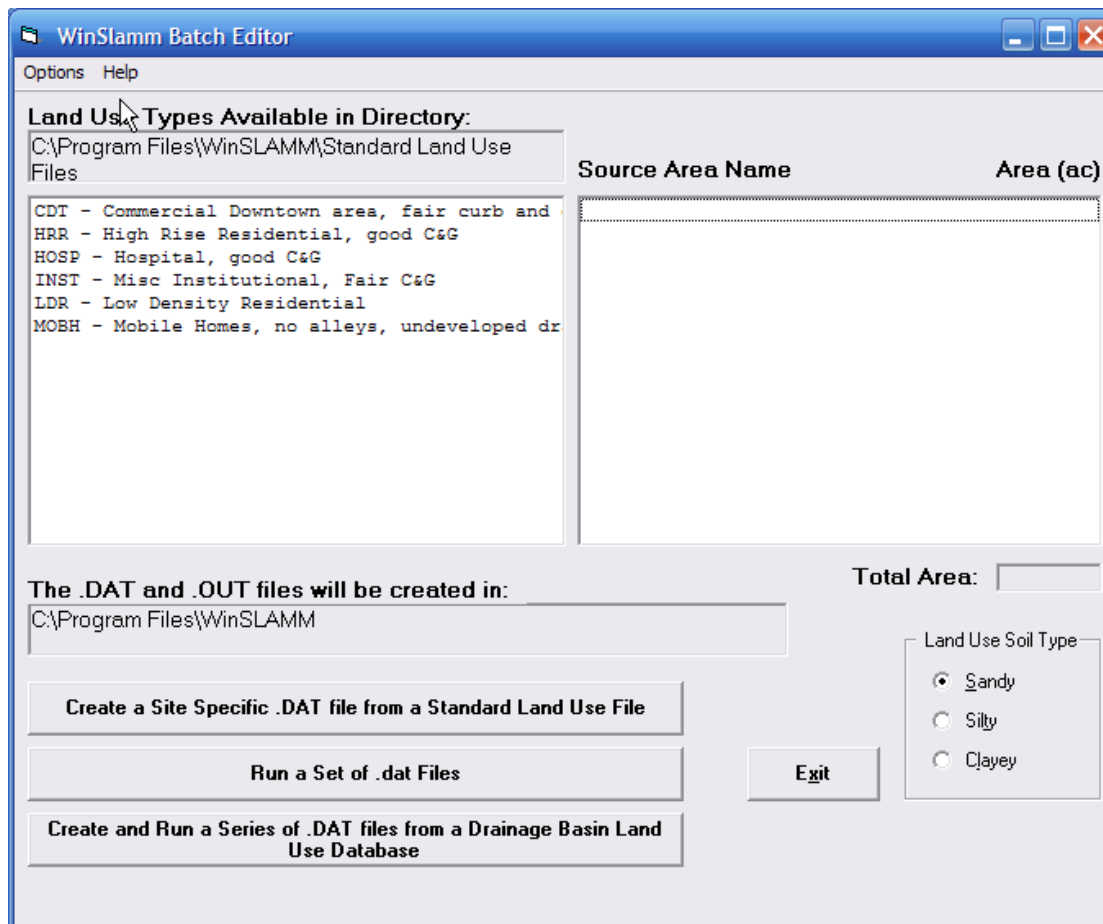 WinSlamm Batch Editor
Options Help
Land Use Types Available in Directory:
C:\Program Files\WinSLAMM\Standard Land Use
Files
Source Area Name Area (ac)
CDT - Commercial Downtown area, fair curb and
HRR - High Rise Residential, good C&G
HOSP - Hospital, good C&G
INST - Misc Institutional, Fair C&G
LDR - Low Density Residential
MOBH - Mobile Homes, no alleys, undeveloped dr
Total Area:
The .DAT and .OUT files will be created in:
C:\Program Files\WinSLAMM
Land Use Soil Type
Sandy
Silty
Clayey
Create a Site Specific .DAT file from a Standard Land Use File
Run a Set of .dat Files
Exit
Create and Run a Series of .DAT files from a Drainage Basin Land
Use Database